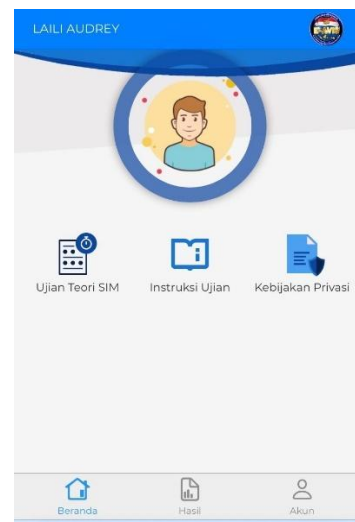 LAILI AUDREY
Ujian Teori SIM
Instruksi Ujian
Kebijakan Privasi
Beranda
Hasil
Akun